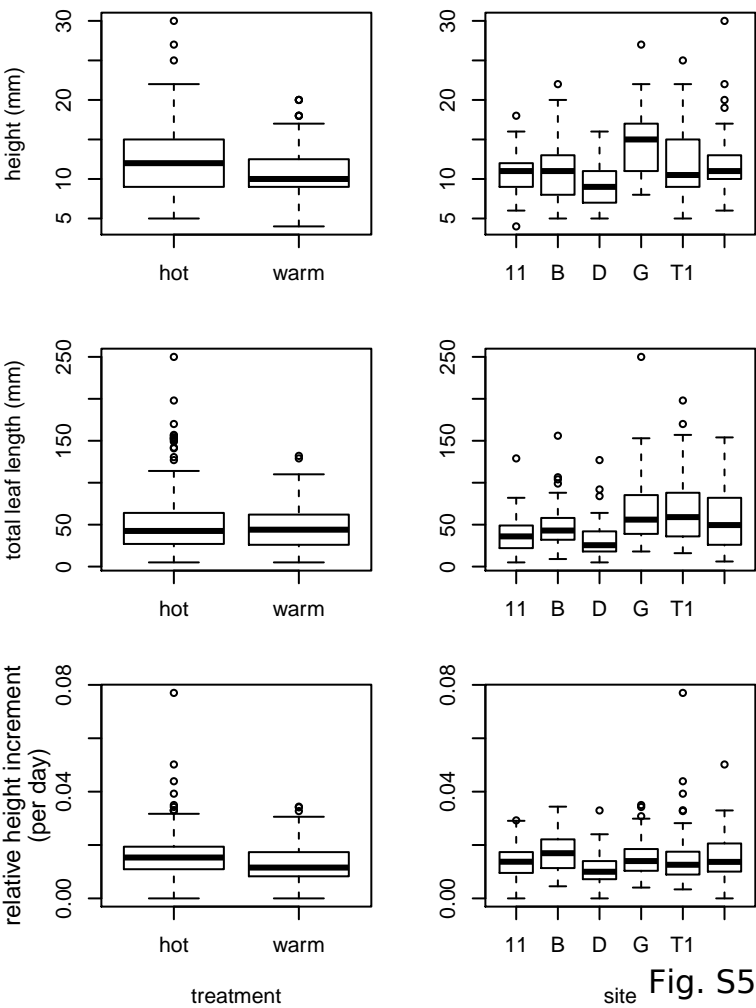 height (mm)
5 10 20 30
hot warm
11 B D G T1
5 10 20 30
total leaf length (mm)
0 50 150 250
hot warm
0 50 150 250
11 B D G T1
relative height increment
(per day)
0.00 0.04 0.08
hot warm
treatment
0.00 0.04 0.08
11 B D G T1
site
Fig. S5